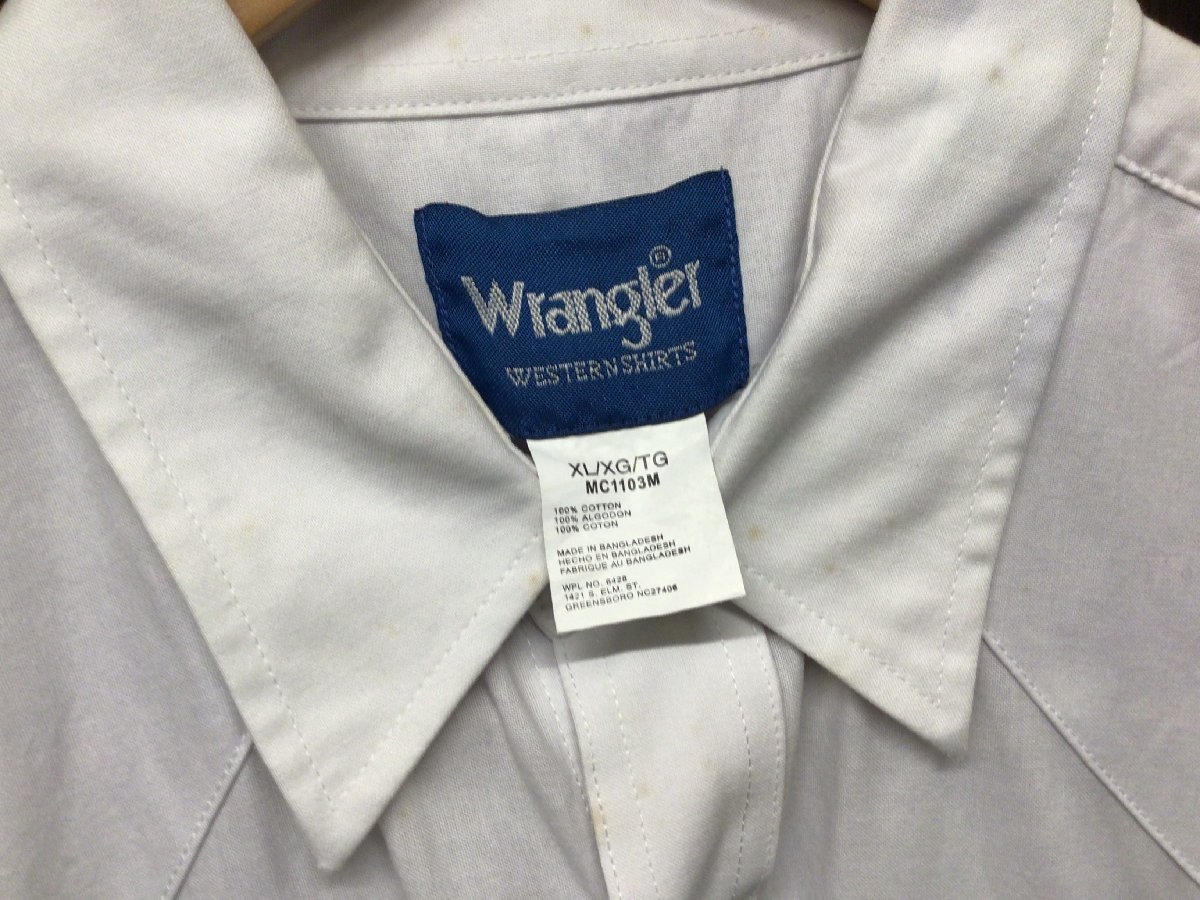 Wrangler®
WESTERN SHIRTS
XL/XG/TG
MC1103M
100% COTTON
100% ALGODON
100% COTON
MADE IN BANGLADESH
HECHO EN BANGLADESH
FABRIQUE AU BANGLADESH
WPL NO. 6428
1421 S. ELM. ST.
GREENSBORO NC27406